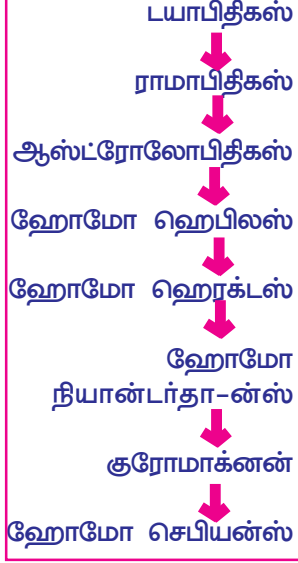 டயாபிதிகஸ்
ராமாபிதிகஸ்
ஆஸ்ட்ரோலோபிதிகஸ்
ஹோமோ ஹெபிலஸ்
ஹோமோ ஹெரக்டஸ்
ஹோமோ
நியான்டர்தா-ன்ஸ்
குரோமாக்னன்
ஹோமோ செபியன்ஸ்